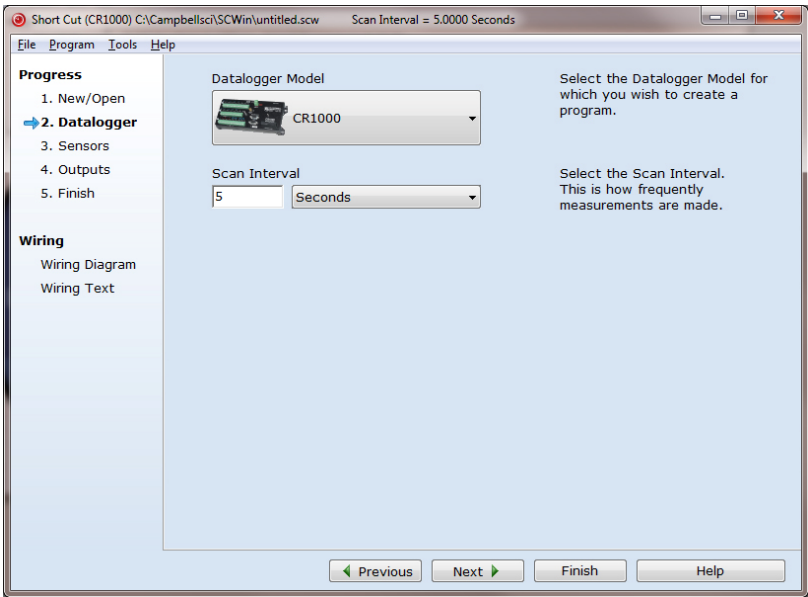 Short Cut (CR1000) C:\Campbellsci\SCWin\untitled.scw Scan Interval = 5.0000 Seconds
File Program Tools Help
Progress
1. New/Open
2. Datalogger
3. Sensors
4. Outputs
5. Finish
Wiring
Wiring Diagram
Wiring Text
Datalogger Model
CR1000
Scan Interval
5 Seconds
Select the Datalogger Model for
which you wish to create a
program.
Select the Scan Interval.
This is how frequently
measurements are made.
Previous Next Finish Help